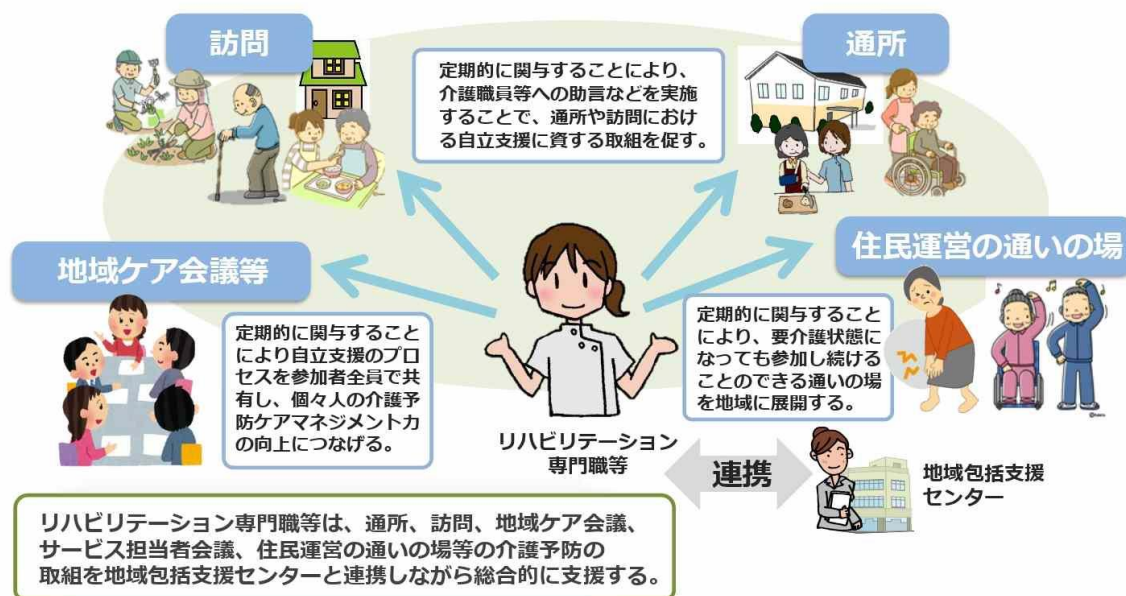 訪問
定期的に関与することにより、
介護職員等への助言などを実施
することで、通所や訪問におけ
る自立支援に資する取組を促す。
通所
地域ケア会議等
定期的に関与すること
により自立支援のプロ
セスを参加者全員で共
有し、個々人の介護予
防ケアマネジメント力
の向上につなげる。
住民運営の通いの場
定期的に関与すること
により、要介護状態に
なっても参加し続ける
ことのできる通いの場
を地域に展開する。
リハビリテーション
専門職等
連携
地域包括支援
センター
リハビリテーション専門職等は、通所、訪問、地域ケア会議、
サービス担当者会議、住民運営の通いの場等の介護予防の
取組を地域包括支援センターと連携しながら総合的に支援する。